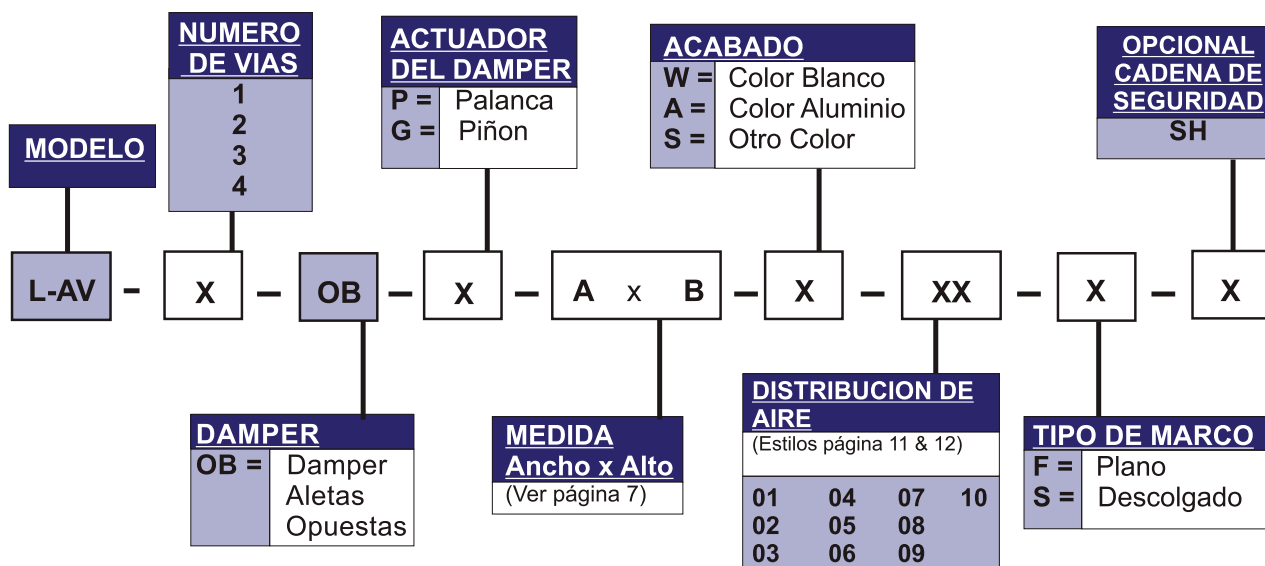 NUMERO
DE VIAS
1
2
3
4
ACTUADOR
DEL DAMPER
P = Palanca
G = Piñon
ACABADO
W = Color Blanco
A = Color Aluminio
S = Otro Color
OPCIONAL
CADENA DE
SEGURIDAD
SH
MODELO
L-AV - X - OB - X - A x B - X - XX - X - X
DAMPER
OB = Damper
Aletas
Opuestas
MEDIDA
Ancho x Alto
(Ver página 7)
DISTRIBUCION DE
AIRE
(Estilos página 11 & 12)
01 04 07 10
02 05 08
03 06 09
TIPO DE MARCO
F = Plano
S = Descolgado